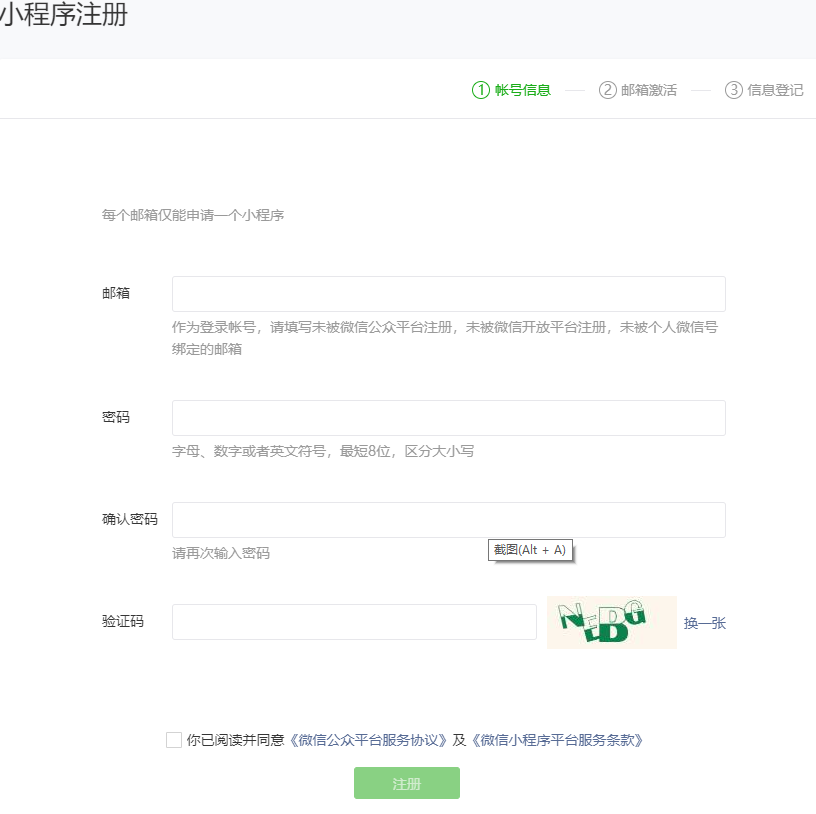 小程序注册
① 帐号信息 ② 邮箱激活 ③ 信息登记
每个邮箱仅能申请一个小程序
邮箱
作为登录帐号，请填写未被微信公众平台注册，未被微信开放平台注册，未被个人微信号
绑定的邮箱
密码
字母、数字或者英文符号，最短8位，区分大小写
确认密码
截图(Alt + A)
请再次输入密码
验证码 NEDG 换一张
你已阅读并同意《微信公众平台服务协议》及《微信小程序平台服务条款》
注册